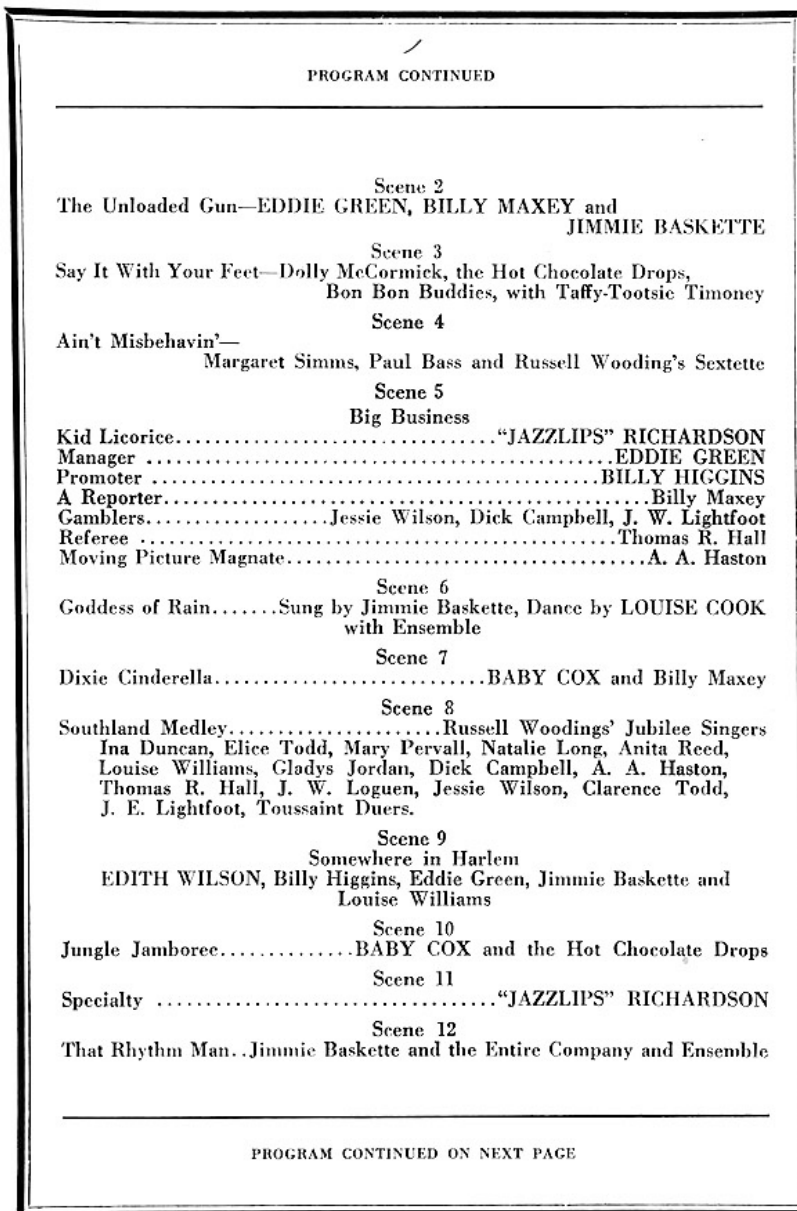 PROGRAM CONTINUED
Scene 2
The Unloaded Gun—EDDIE GREEN, BILLY MAXEY and
JIMMIE BASKETTE
Scene 3
Say It With Your Feet—Dolly McCormick, the Hot Chocolate Drops,
Bon Bon Buddies, with Taffy-Tootsie Timoney
Scene 4
Ain't Misbehavin'—
Margaret Simms, Paul Bass and Russell Wooding's Sextette
Scene 5
Big Business
Kid Licorice................................."JAZZLIPS" RICHARDSON
Manager ................................................EDDIE GREEN
Promoter ..............................................BILLY HIGGINS
A Reporter..................................................Billy Maxey
Gamblers...................Jessie Wilson, Dick Campbell, J. W. Lightfoot
Referee .................................................Thomas R. Hall
Moving Picture Magnate.....................................A. A. Haston
Scene 6
Goddess of Rain.......Sung by Jimmie Baskette, Dance by LOUISE COOK
with Ensemble
Scene 7
Dixie Cinderella............................BABY COX and Billy Maxey
Scene 8
Southland Medley......................Russell Woodings' Jubilee Singers
Ina Duncan, Elice Todd, Mary Pervall, Natalie Long, Anita Reed,
Louise Williams, Gladys Jordan, Dick Campbell, A. A. Haston,
Thomas R. Hall, J. W. Loguen, Jessie Wilson, Clarence Todd,
J. E. Lightfoot, Toussaint Duers.
Scene 9
Somewhere in Harlem
EDITH WILSON, Billy Higgins, Eddie Green, Jimmie Baskette and
Louise Williams
Scene 10
Jungle Jamboree..............BABY COX and the Hot Chocolate Drops
Scene 11
Specialty ..................................."JAZZLIPS" RICHARDSON
Scene 12
That Rhythm Man..Jimmie Baskette and the Entire Company and Ensemble
PROGRAM CONTINUED ON NEXT PAGE